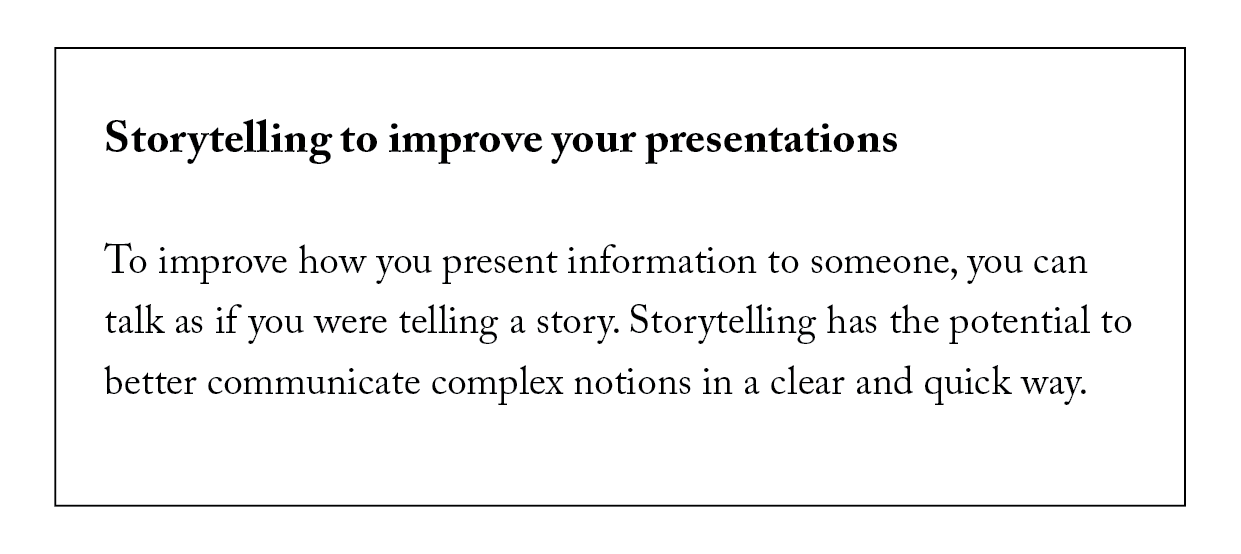 Storytelling to improve your presentations
To improve how you present information to someone, you can
talk as if you were telling a story. Storytelling has the potential to
better communicate complex notions in a clear and quick way.